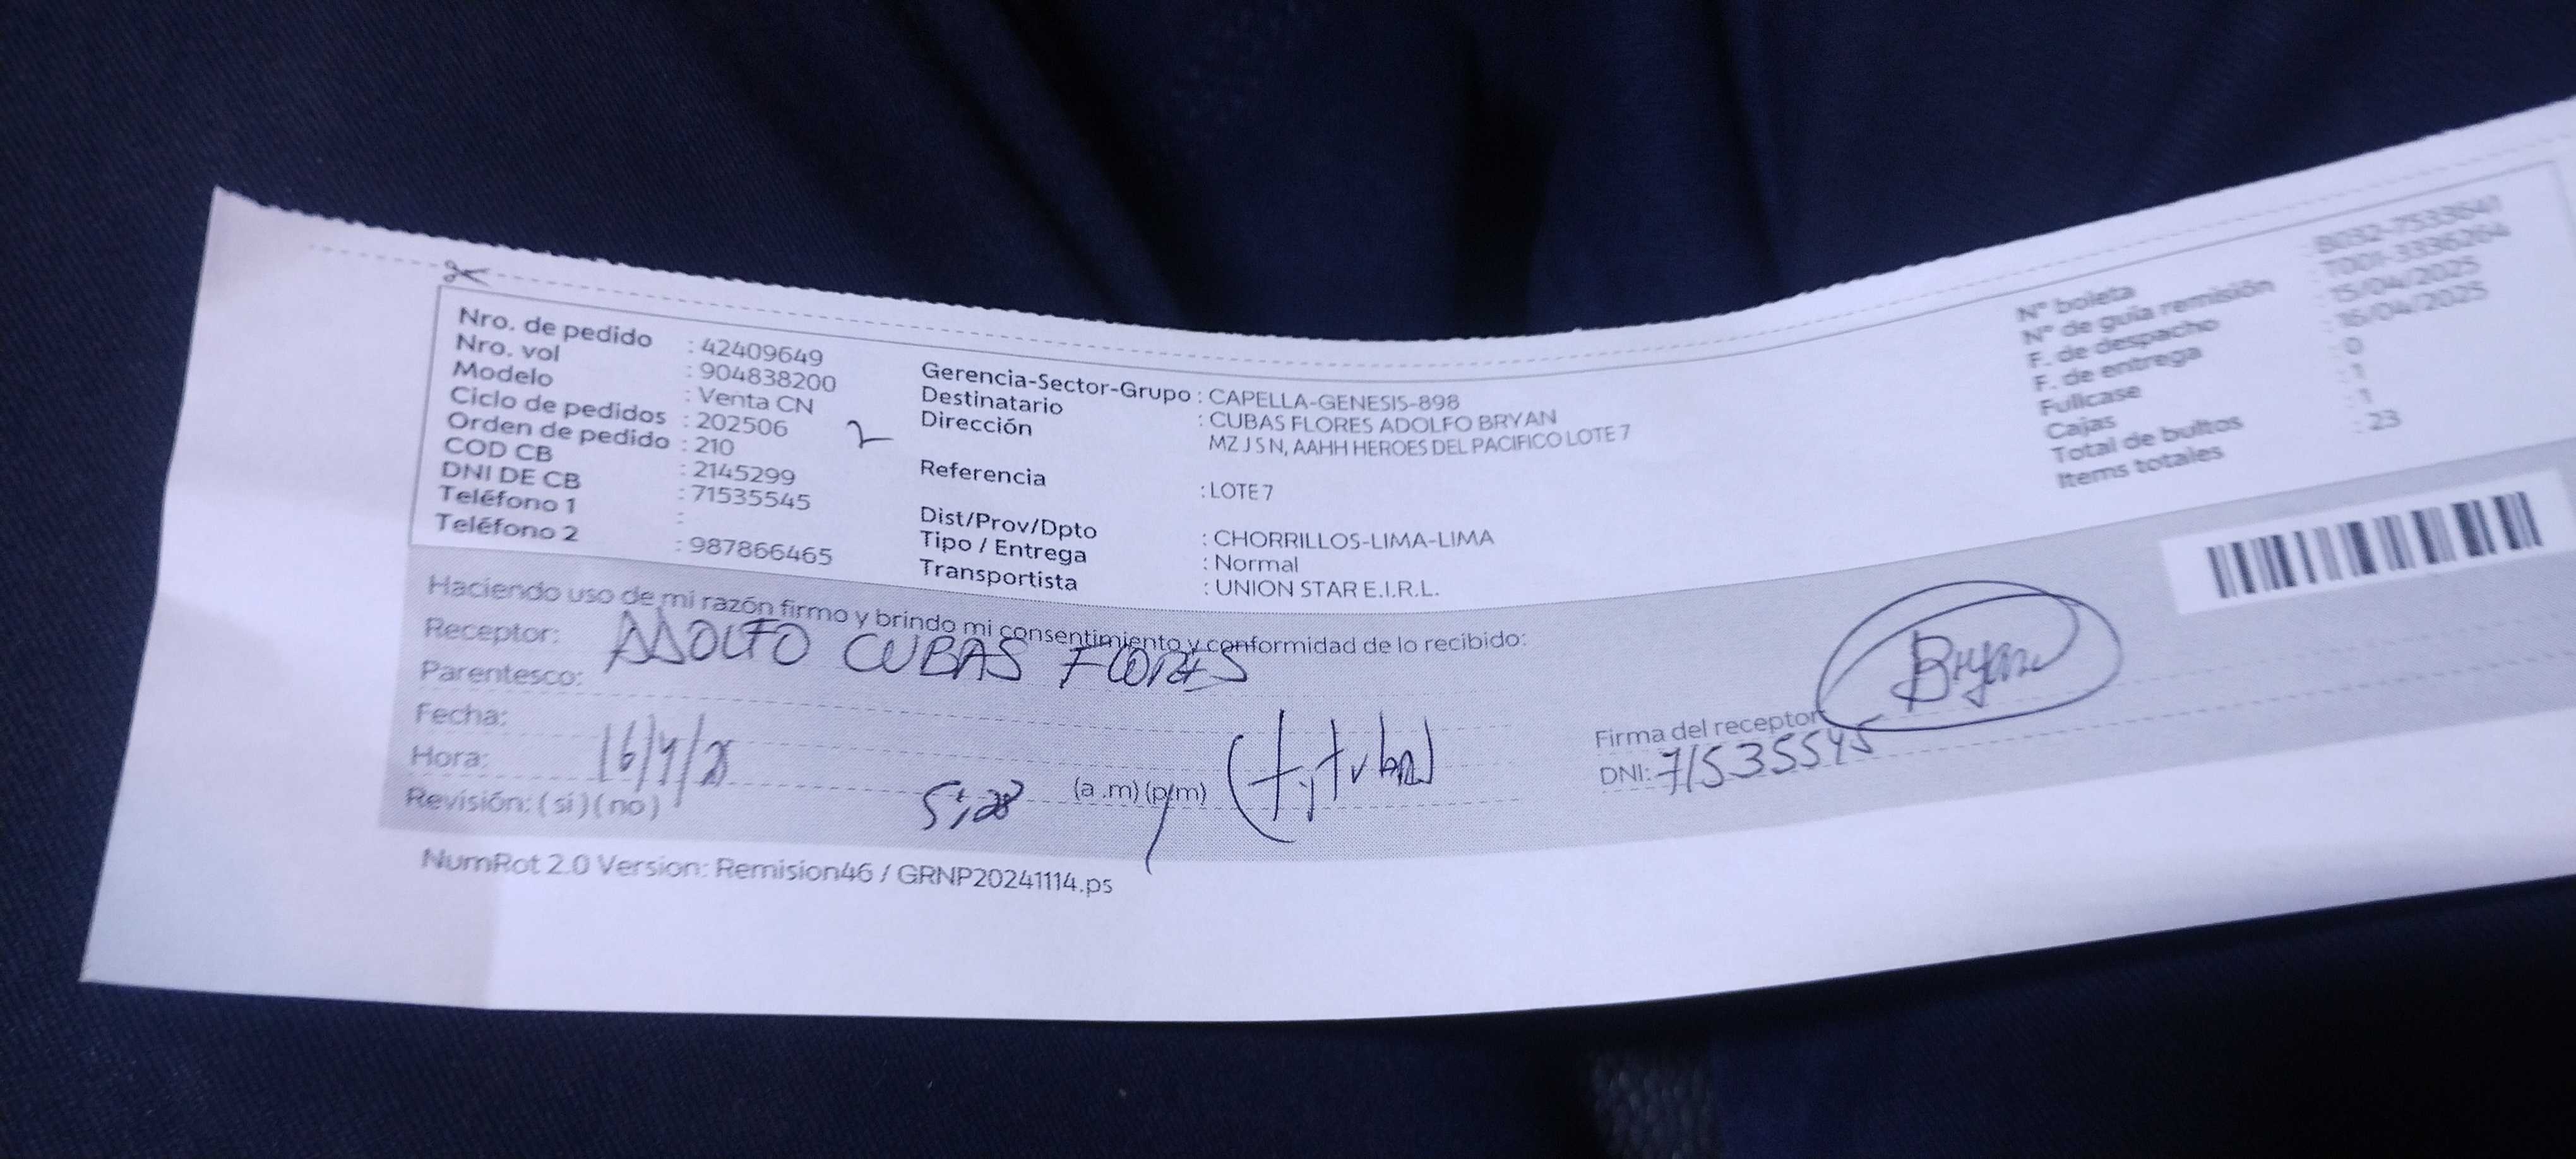 Nro. de pedido : 42409649
Nro. vol : 904838200
Modelo : Venta CN
Ciclo de pedidos : 202506
Orden de pedido : 210
COD CB : 2145299
DNI DE CB : 71535545
Teléfono 1 :
Teléfono 2 : 987866465
2
Gerencia-Sector-Grupo : CAPELLA-GENESIS-898
Destinatario : CUBAS FLORES ADOLFO BRYAN
Dirección MZ J S N, AAHH HEROES DEL PACIFICO LOTE 7
Referencia : LOTE 7
Dist/Prov/Dpto : CHORRILLOS-LIMA-LIMA
Tipo / Entrega : Normal
Transportista : UNION STAR E.I.R.L.
N° boleta
N° de guía remisión : T001-3336264
F. de despacho : 15/04/2025
F. de entrega : 16/04/2025
Fullcase : 0
Cajas : 1
Total de bultos : 1
Items totales : 23
Haciendo uso de mi razón firmo y brindo mi consentimiento y conformidad de lo recibido:
Receptor: ADOLFO CUBAS FLORES
Parentesco:
Fecha: 16/4/25
Hora: 5:28 (a.m) (p.m)
Revisión: (si) (no)
Bryan
Firma del receptor
DNI: 71535545
NumRot 2.0 Version: Remision46 / GRNP20241114.ps